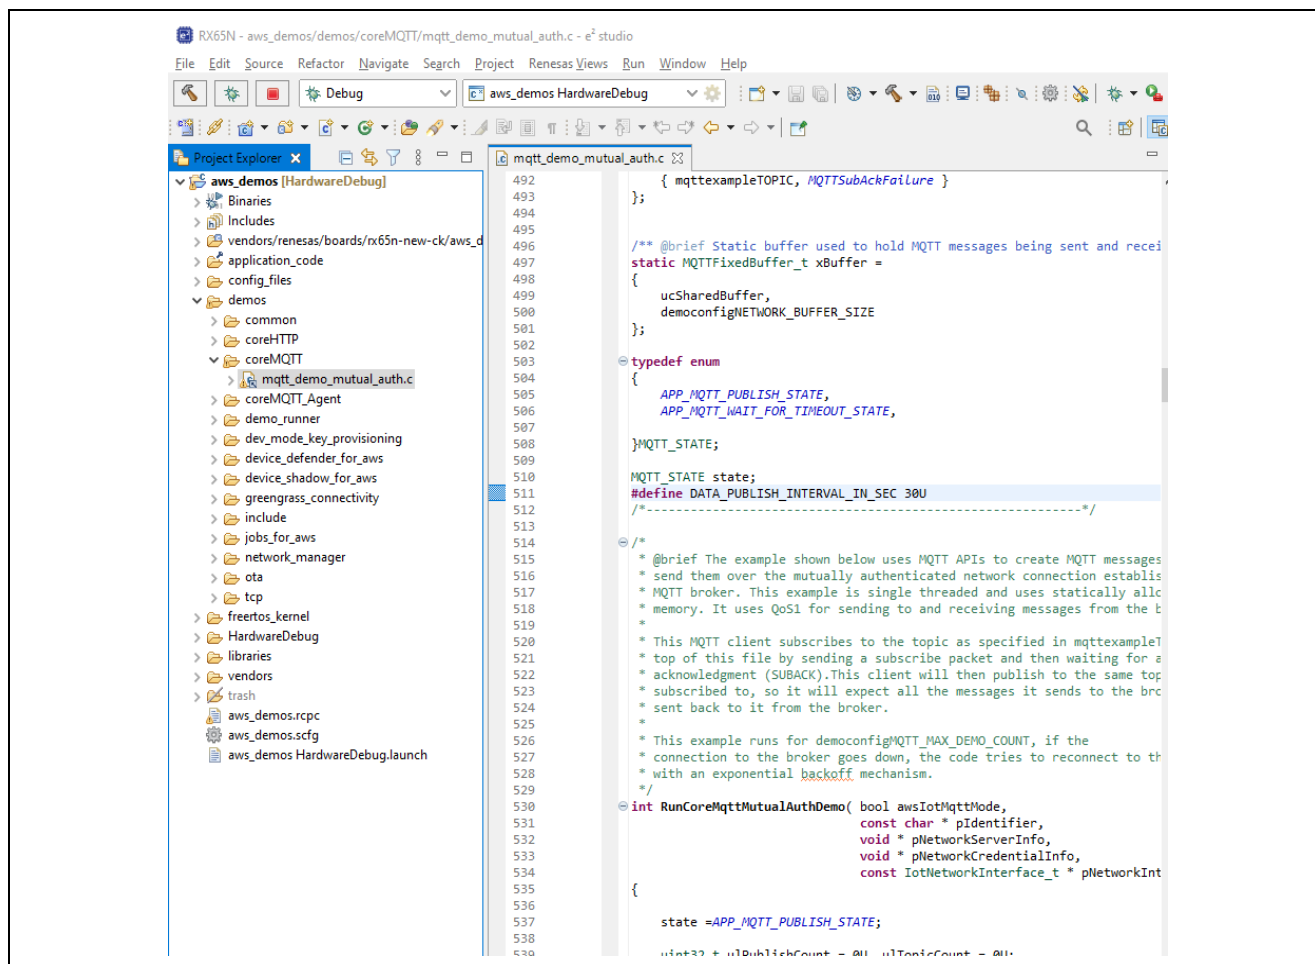 RX65N - aws_demos/demos/coreMQTT/mqtt_demo_mutual_auth.c - e² studio
File Edit Source Refactor Navigate Search Project Renesas Views Run Window Help
Debug aws_demos HardwareDebug
Project Explorer
aws_demos [HardwareDebug]
Binaries
Includes
vendors/renesas/boards/rx65n-new-ck/aws_d
application_code
config_files
demos
common
coreHTTP
coreMQTT
mqtt_demo_mutual_auth.c
coreMQTT_Agent
demo_runner
dev_mode_key_provisioning
device_defender_for_aws
device_shadow_for_aws
greengrass_connectivity
include
jobs_for_aws
network_manager
ota
tcp
freertos_kernel
HardwareDebug
libraries
vendors
trash
aws_demos.rcpc
aws_demos.scfg
aws_demos HardwareDebug.launch
mqtt_demo_mutual_auth.c
492 { mqttexampleTOPIC, MQTTSubAckFailure }
493 };
494
495
496 /** @brief Static buffer used to hold MQTT messages being sent and recei
497 static MQTTFixedBuffer_t xBuffer =
498 {
499 ucSharedBuffer,
500 democonfigNETWORK_BUFFER_SIZE
501 };
502
503 typedef enum
504 {
505 APP_MQTT_PUBLISH_STATE,
506 APP_MQTT_WAIT_FOR_TIMEOUT_STATE,
507
508 }MQTT_STATE;
509
510 MQTT_STATE state;
511 #define DATA_PUBLISH_INTERVAL_IN_SEC 30U
512 /*-----------------------------------------------------------*/
513
514 /*
515 * @brief The example shown below uses MQTT APIs to create MQTT messages
516 * send them over the mutually authenticated network connection establis
517 * MQTT broker. This example is single threaded and uses statically allo
518 * memory. It uses QoS1 for sending to and receiving messages from the b
519 *
520 * This MQTT client subscribes to the topic as specified in mqttexampleT
521 * top of this file by sending a subscribe packet and then waiting for a
522 * acknowledgment (SUBACK).This client will then publish to the same top
523 * subscribed to, so it will expect all the messages it sends to the bro
524 * sent back to it from the broker.
525 *
526 * This example runs for democonfigMQTT_MAX_DEMO_COUNT, if the
527 * connection to the broker goes down, the code tries to reconnect to th
528 * with an exponential backoff mechanism.
529 */
530 int RunCoreMqttMutualAuthDemo( bool awsIotMqttMode,
531 const char * pIdentifier,
532 void * pNetworkServerInfo,
533 void * pNetworkCredentialInfo,
534 const IotNetworkInterface_t * pNetworkInt
535 {
536
537 state =APP_MQTT_PUBLISH_STATE;
538
539 uint32_t ulPublishCount = 0U, ulTopicCount = 0U;